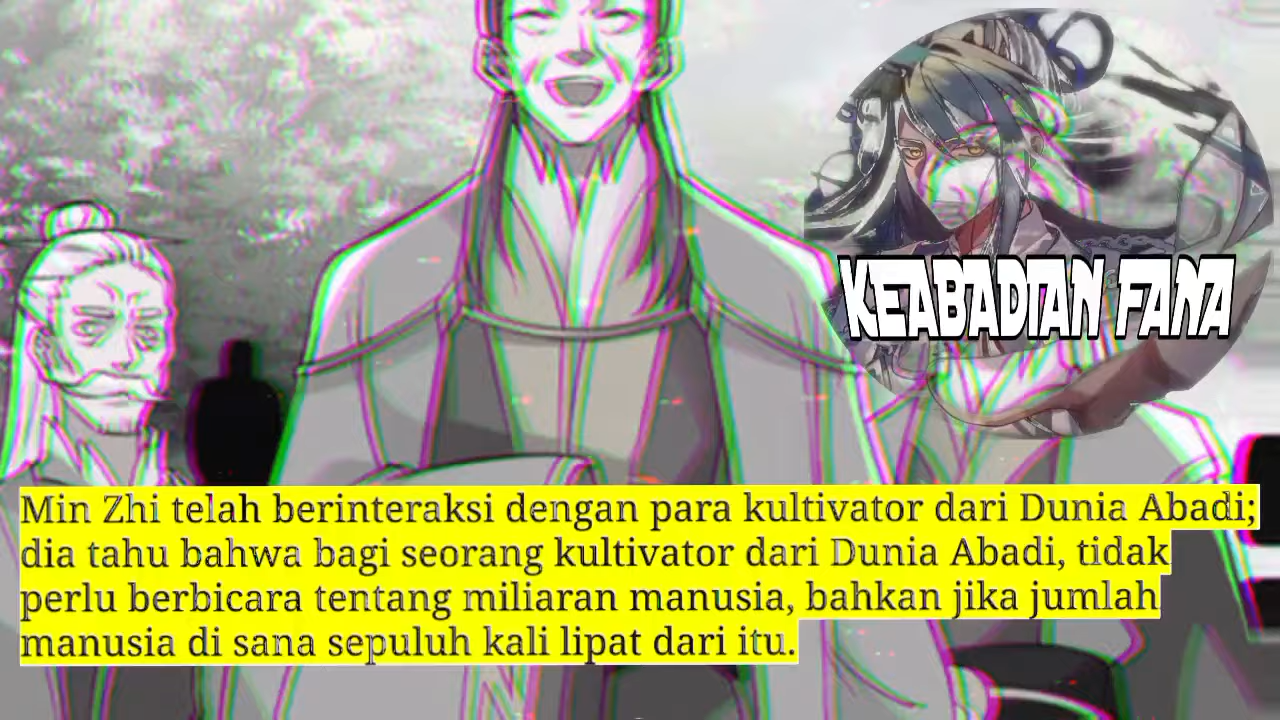 KEABADIAN FANA
Min Zhi telah berinteraksi dengan para kultivator dari Dunia Abadi;
dia tahu bahwa bagi seorang kultivator dari Dunia Abadi, tidak
perlu berbicara tentang miliaran manusia, bahkan jika jumlah
manusia di sana sepuluh kali lipat dari itu.